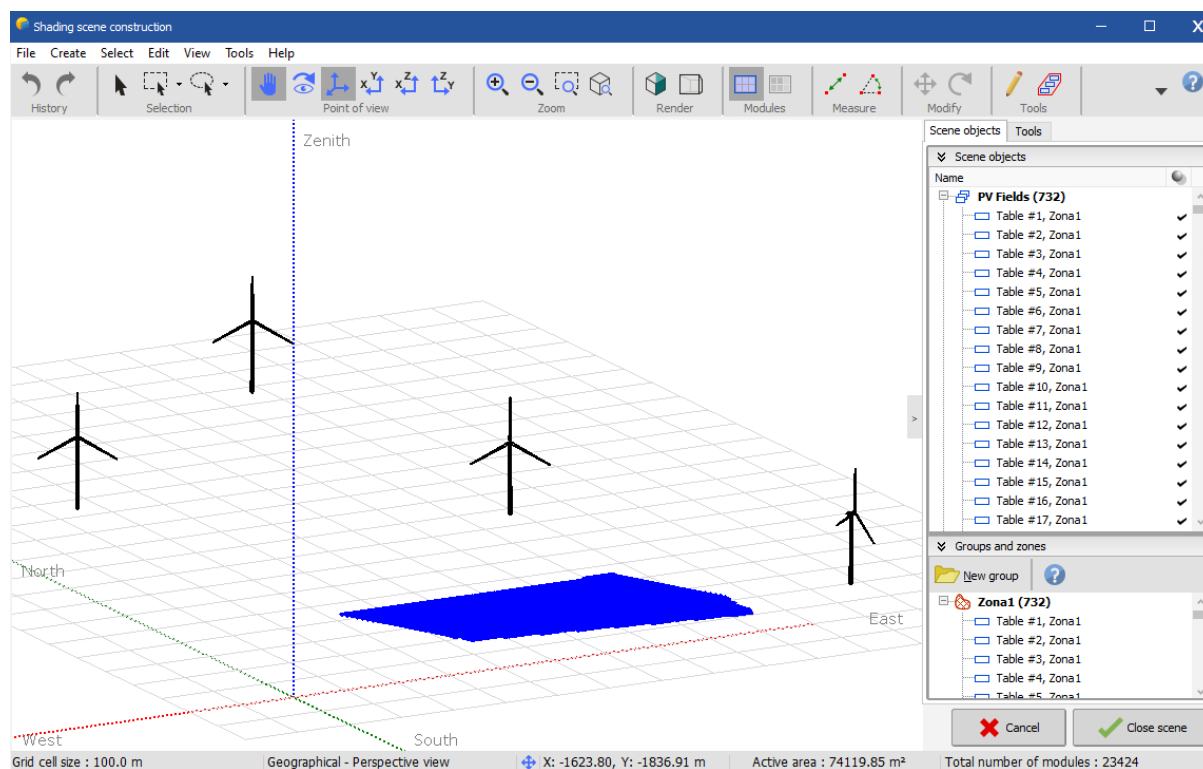 Shading scene construction
File Create Select Edit View Tools Help
History Selection Point of view Zoom Render Modules Measure Modify Tools
Zenith
North
East
West
South
Scene objects Tools
Scene objects
Name
PV Fields (732)
Table #1, Zona1
Table #2, Zona1
Table #3, Zona1
Table #4, Zona1
Table #5, Zona1
Table #6, Zona1
Table #7, Zona1
Table #8, Zona1
Table #9, Zona1
Table #10, Zona1
Table #11, Zona1
Table #12, Zona1
Table #13, Zona1
Table #14, Zona1
Table #15, Zona1
Table #16, Zona1
Table #17, Zona1
Groups and zones
New group
Zona1 (732)
Table #1, Zona1
Table #2, Zona1
Table #3, Zona1
Table #4, Zona1
Table #5, Zona1
Cancel Close scene
Grid cell size : 100.0 m Geographical - Perspective view X: -1623.80, Y: -1836.91 m Active area : 74119.85 m² Total number of modules : 23424